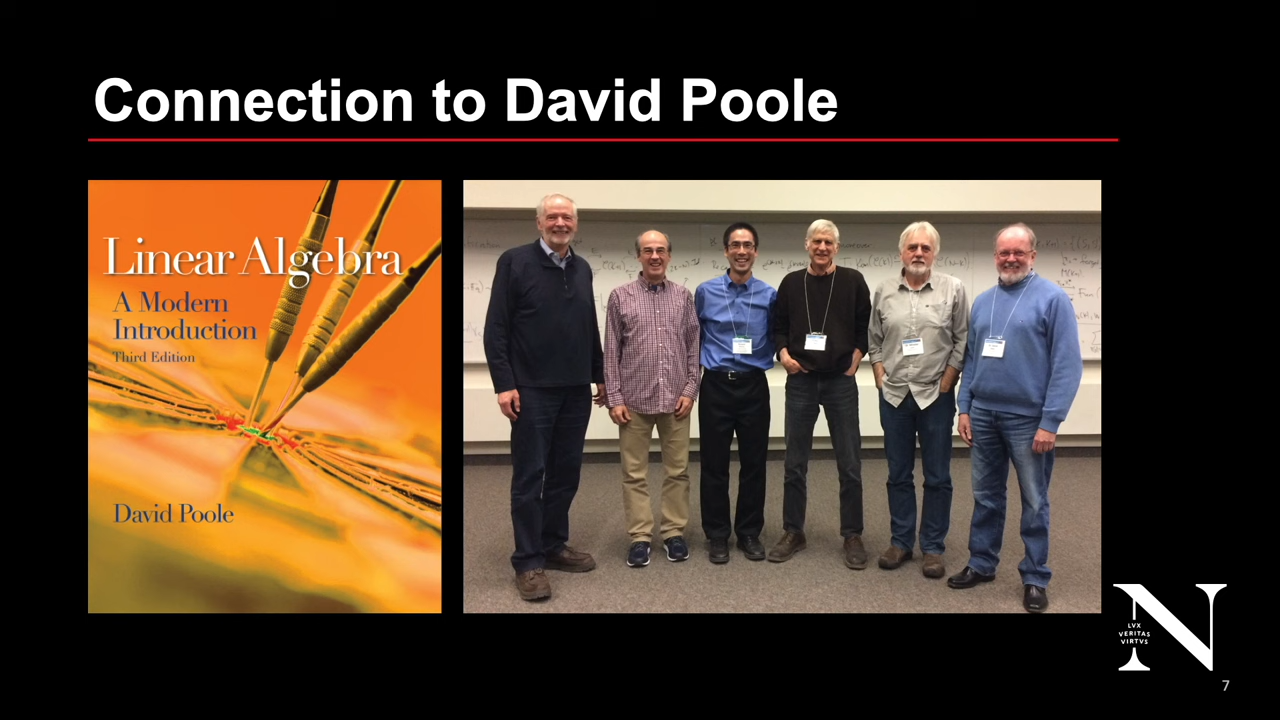 Connection to David Poole
Linear Algebra
A Modern
Introduction
Third Edition
David Poole
LVX
VERITAS
VIRTVS
7